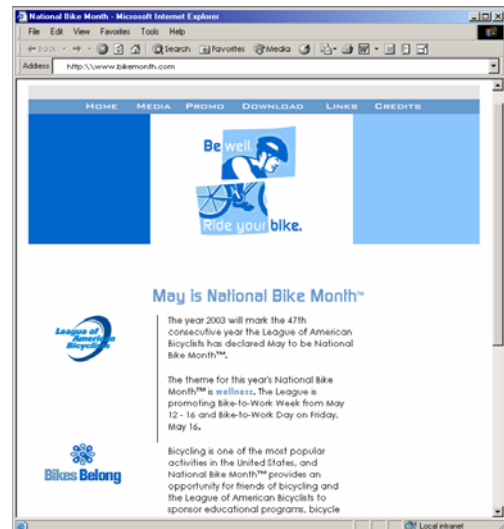 National Bike Month - Microsoft Internet Explorer
File Edit View Favorites Tools Help
Back Search Favorites Media
Address http:\\www.bikemonth.com
HOME MEDIA PROMO DOWNLOAD LINKS CREDITS
Be well.
Ride your bike.
May is National Bike Month™
League of
American
Bicyclists
The year 2003 will mark the 47th
consecutive year the League of American
Bicyclists has declared May to be National
Bike Month™.
The theme for this year's National Bike
Month™ is wellness. The League is
promoting Bike-to-Work Week from May
12 - 16 and Bike-to-Work Day on Friday,
May 16.
Bikes Belong
Bicycling is one of the most popular
activities in the United States, and
National Bike Month™ provides an
opportunity for friends of bicycling and
the League of American Bicyclists to
sponsor educational programs, bicycle
Local intranet